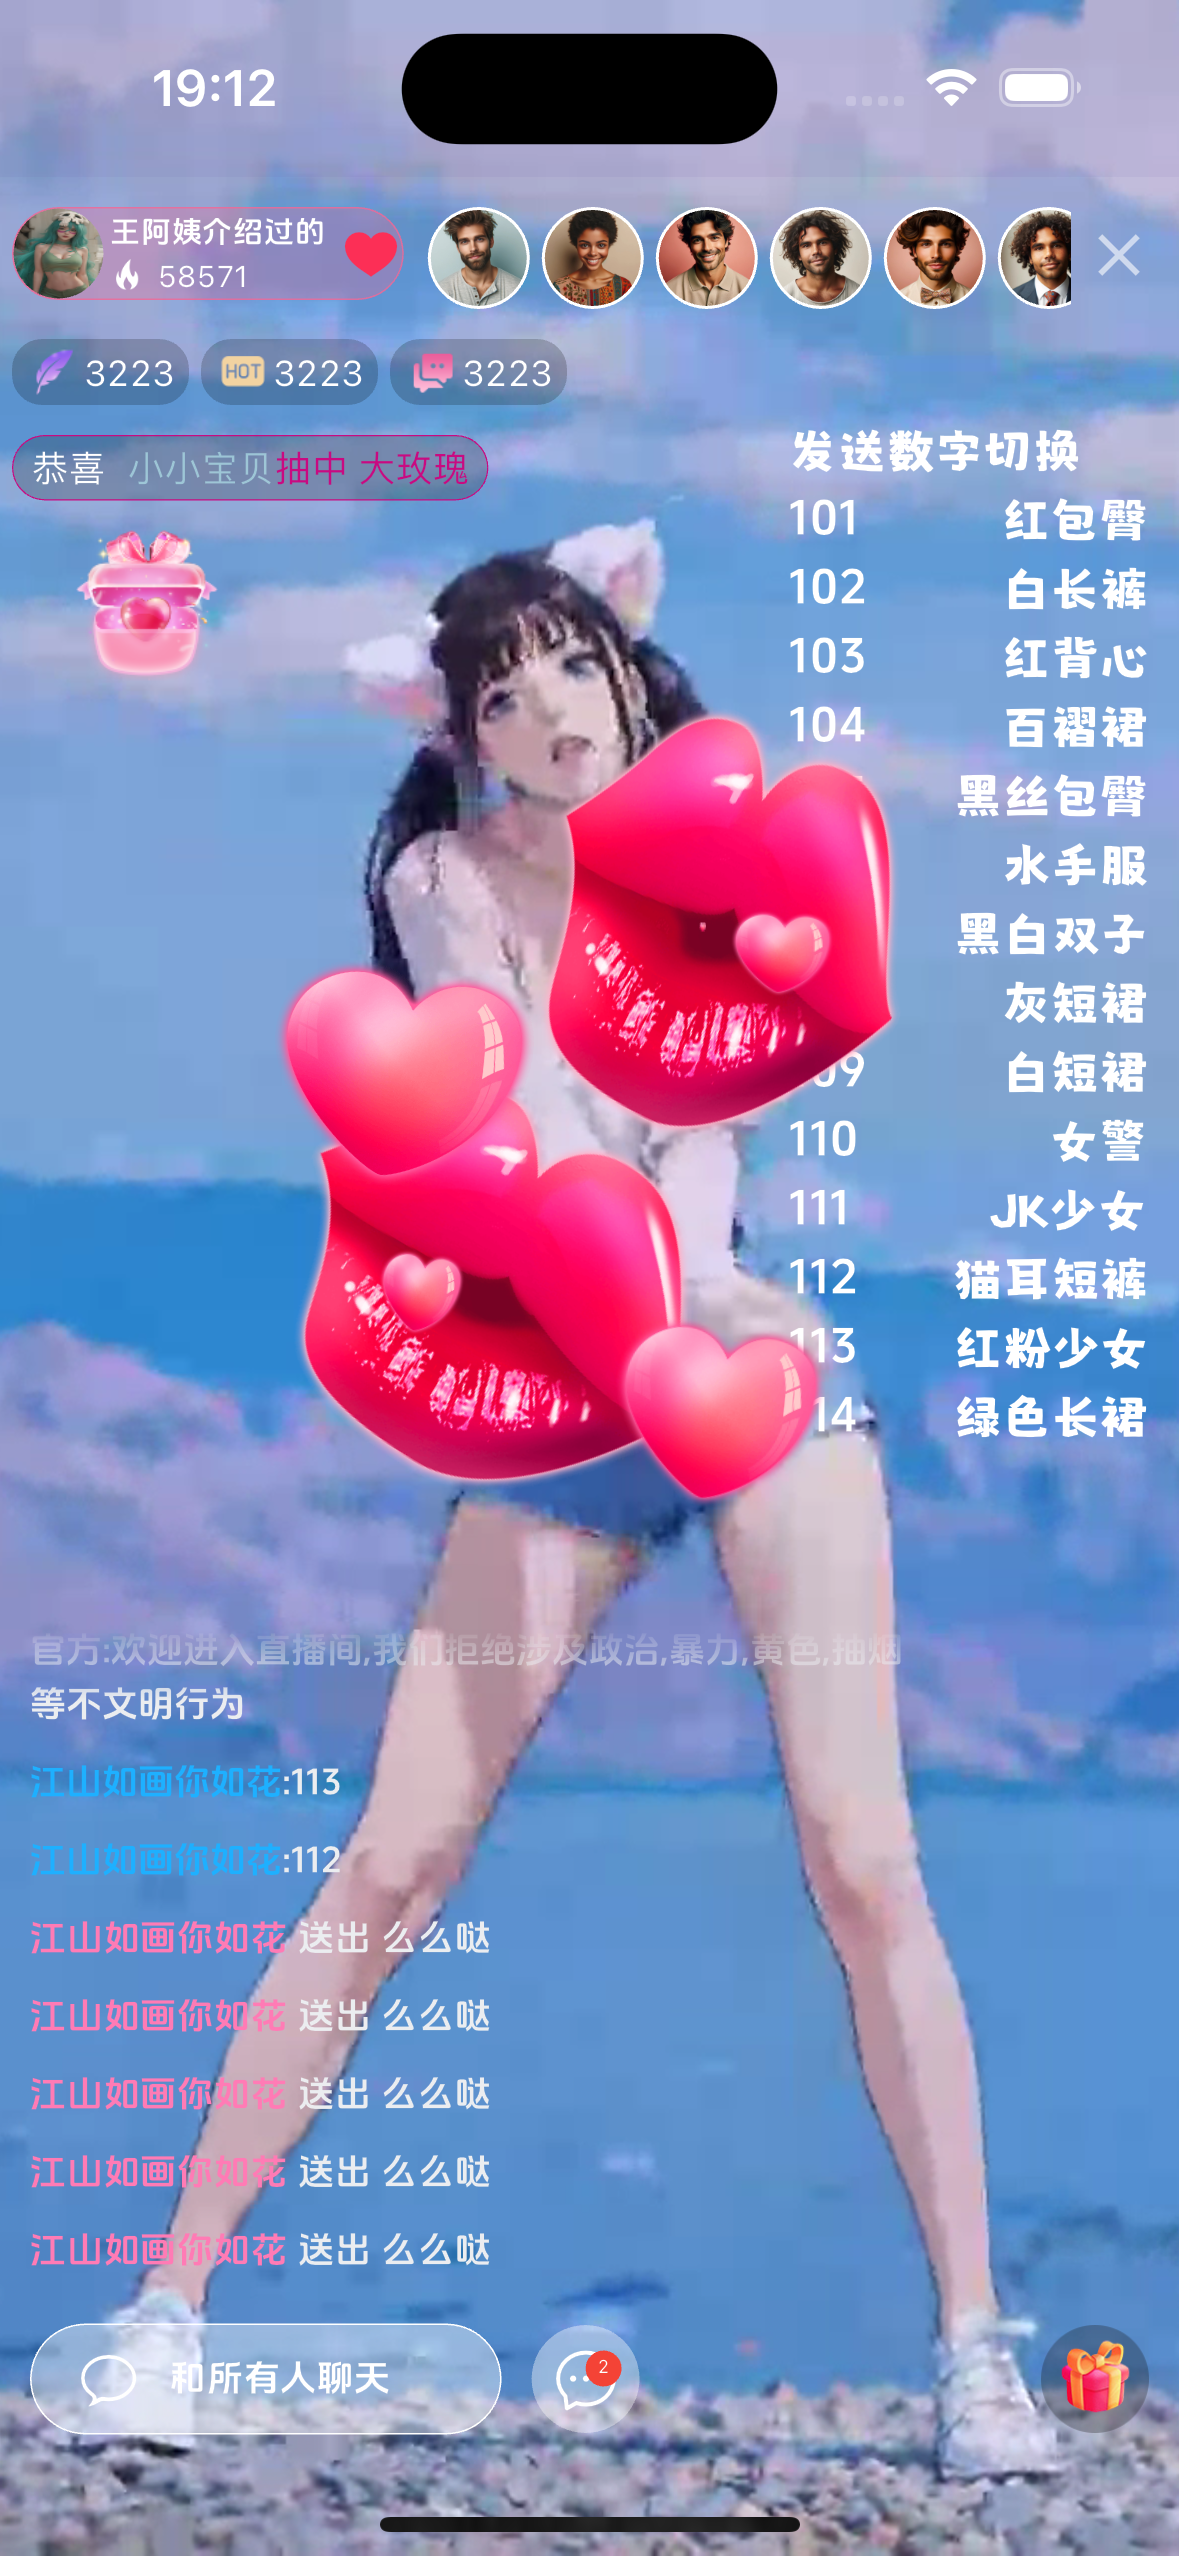 19:12
王阿姨介绍过的
58571
3223
HOT 3223
3223
恭喜 小小宝贝抽中 大玫瑰
发送数字切换
101 红包臀
102 白长裤
103 红背心
104 百褶裙
黑丝包臀
水手服
黑白双子
灰短裙
09 白短裙
110 女警
111 JK少女
112 猫耳短裤
113 红粉少女
14 绿色长裙
官方:欢迎进入直播间,我们拒绝涉及政治,暴力,黄色,抽烟
等不文明行为
江山如画你如花:113
江山如画你如花:112
江山如画你如花 送出 么么哒
江山如画你如花 送出 么么哒
江山如画你如花 送出 么么哒
江山如画你如花 送出 么么哒
江山如画你如花 送出 么么哒
和所有人聊天
2